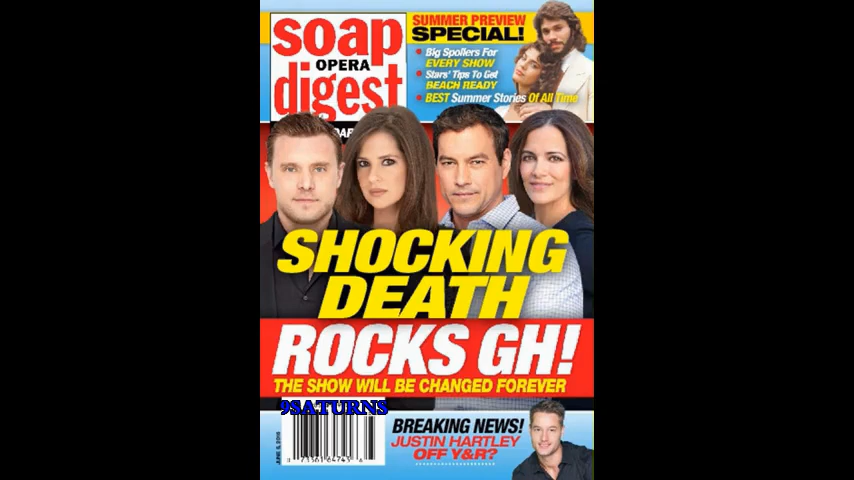 soap
OPERA
digest
SUMMER PREVIEW
SPECIAL!
• Big Spoilers For
EVERY SHOW
• Stars' Tips To Get
BEACH READY
• BEST Summer Stories Of All Time
SHOCKING
DEATH
ROCKS GH!
THE SHOW WILL BE CHANGED FOREVER
9SATURNS
BREAKING NEWS!
JUSTIN HARTLEY
OFF Y&R?